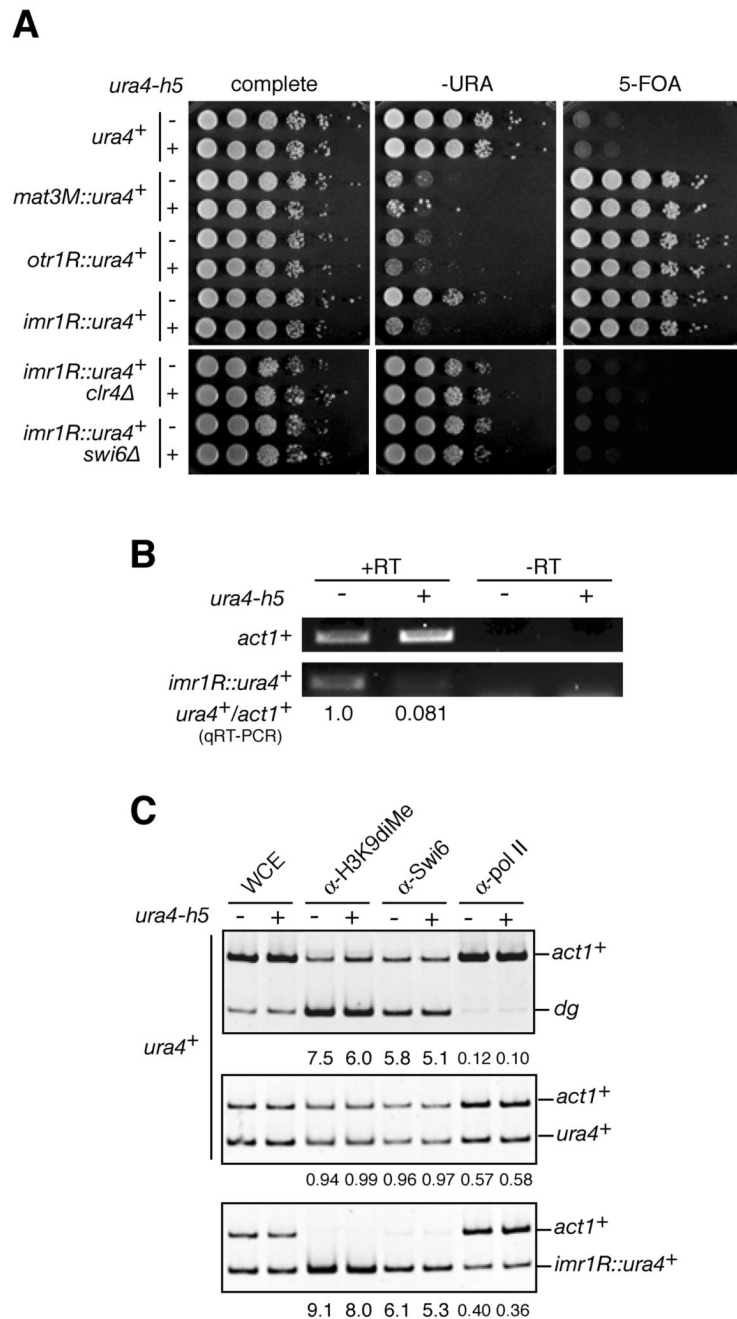 A
ura4-h5 complete -URA 5-FOA
ura4+ -
+
mat3M::ura4+ -
+
otr1R::ura4+ -
+
imr1R::ura4+ -
+
imr1R::ura4+ -
clr4Δ +
imr1R::ura4+ -
swi6Δ +
B
+RT -RT
ura4-h5 - + - +
act1+
imr1R::ura4+
ura4+/act1+ 1.0 0.081
(qRT-PCR)
C
WCE α-H3K9diMe α-Swi6 α-pol II
ura4-h5 - + - + - + - +
act1+
dg
ura4+
7.5 6.0 5.8 5.1 0.12 0.10
act1+
ura4+
0.94 0.99 0.96 0.97 0.57 0.58
act1+
imr1R::ura4+
9.1 8.0 6.1 5.3 0.40 0.36